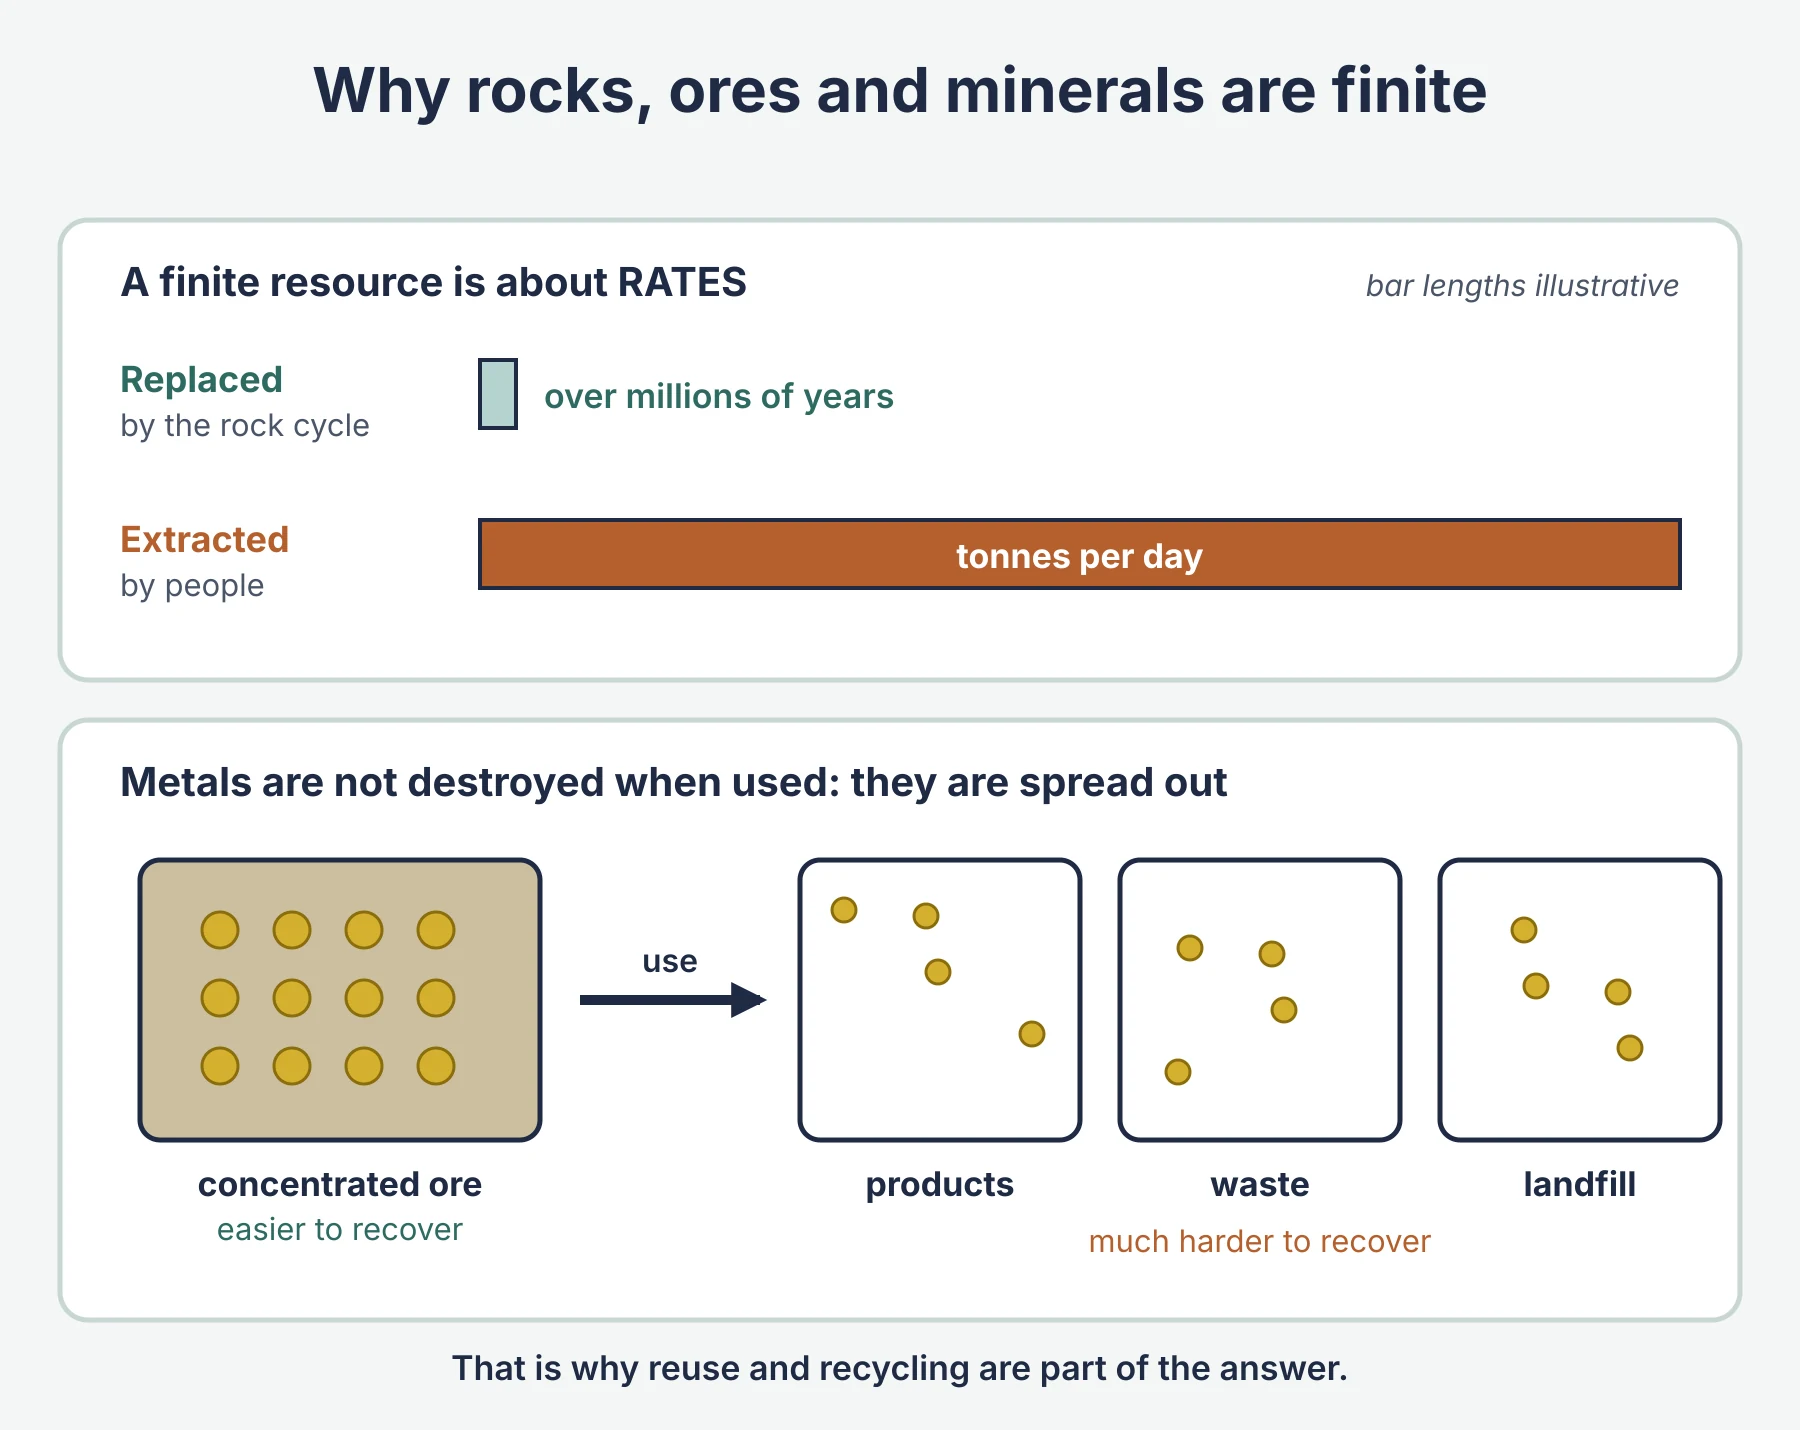 Why rocks, ores and minerals are finite
A finite resource is about RATES
bar lengths illustrative
Replaced
by the rock cycle
over millions of years
Extracted
by people
tonnes per day
Metals are not destroyed when used: they are spread out
use
concentrated ore
easier to recover
products
waste
landfill
much harder to recover
That is why reuse and recycling are part of the answer.